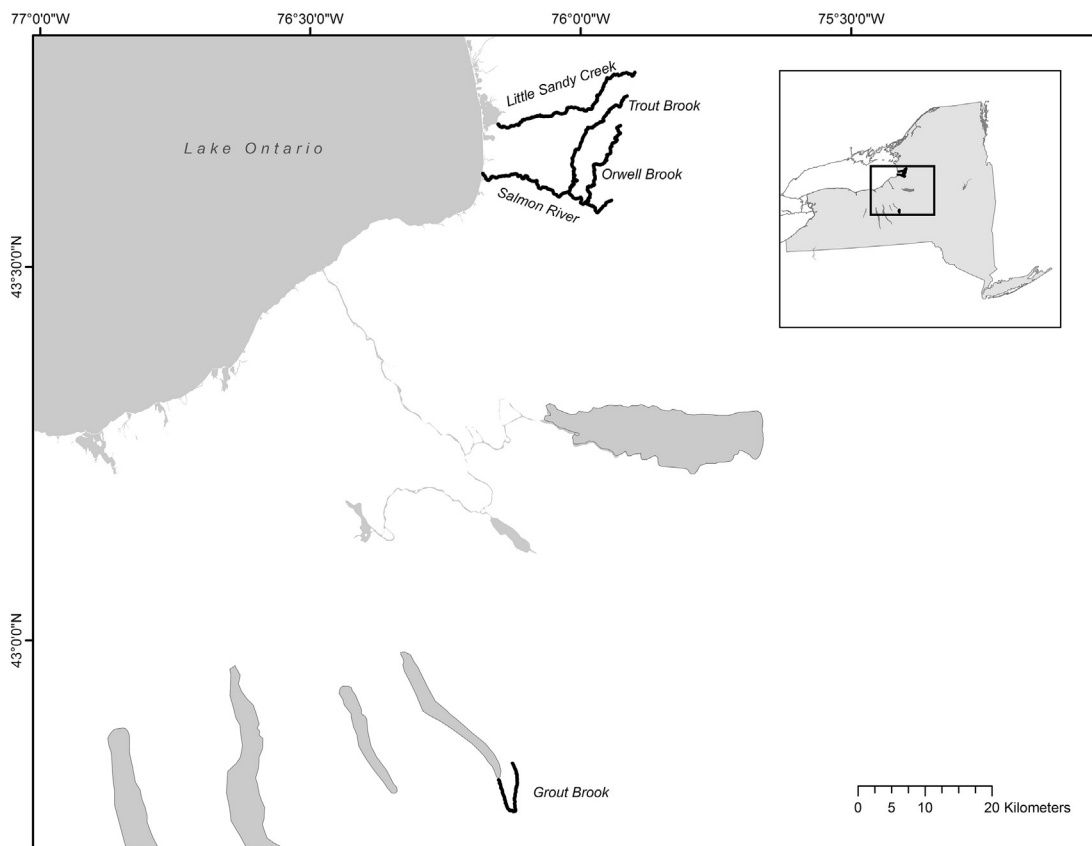 77°0'0"W
76°30'0"W
76°0'0"W
75°30'0"W
Little Sandy Creek
Trout Brook
Lake Ontario
Orwell Brook
Salmon River
43°30'0"N
43°0'0"N
Grout Brook
0 5 10 20 Kilometers